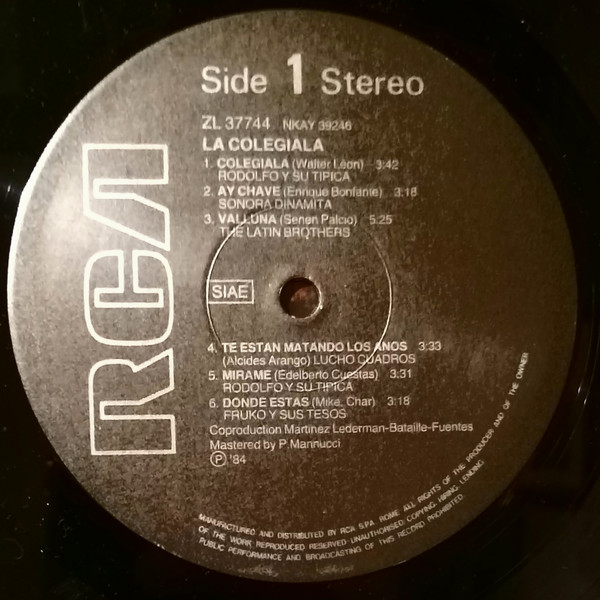 RCA
Side 1 Stereo
ZL 37744 NKAY 39246
LA COLEGIALA
1. COLEGIALA (Walter Leon) 3:42
RODOLFO Y SU TIPICA
2. AY CHAVE (Enrique Bonfante) 3:18
SONORA DINAMITA
3. VALLUNA (Senen Palcio) 5:25
THE LATIN BROTHERS
SIAE
4. TE ESTAN MATANDO LOS ANOS 3:33
(Alcides Arango) LUCHO CUADROS
5. MIRAME (Edelberto Cuestas) 3:31
RODOLFO Y SU TIPICA
6. DONDE ESTAS (Mike. Char) 3:18
FRUKO Y SUS TESOS
Coproduction Martinez Lederman-Bataille-Fuentes
Mastered by P. Mannucci
Ⓟ '84
MANUFACTURED AND DISTRIBUTED BY RCA S.P.A. ROME ALL RIGHTS OF THE PRODUCER AND OF THE OWNER
OF THE WORK REPRODUCED RESERVED UNAUTHORISED COPYING, HIRING, LENDING
PUBLIC PERFORMANCE AND BROADCASTING OF THIS RECORD PROHIBITED